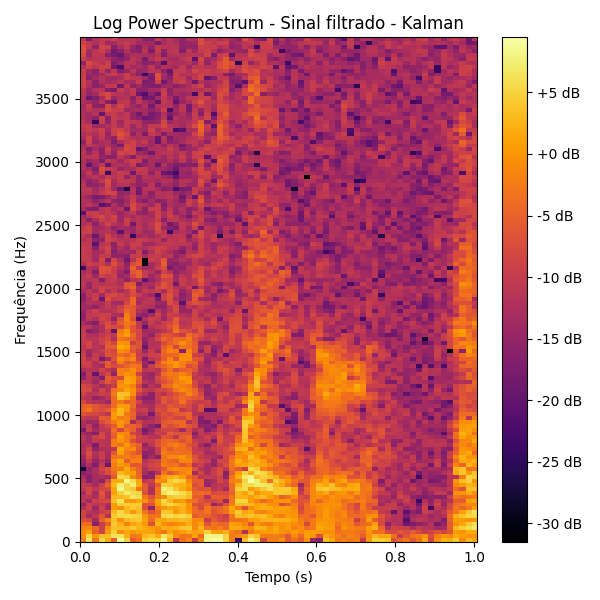 Log Power Spectrum - Sinal filtrado - Kalman
Frequência (Hz)
3500
3000
2500
2000
1500
1000
500
0
0.0 0.2 0.4 0.6 0.8 1.0
Tempo (s)
+5 dB
+0 dB
-5 dB
-10 dB
-15 dB
-20 dB
-25 dB
-30 dB